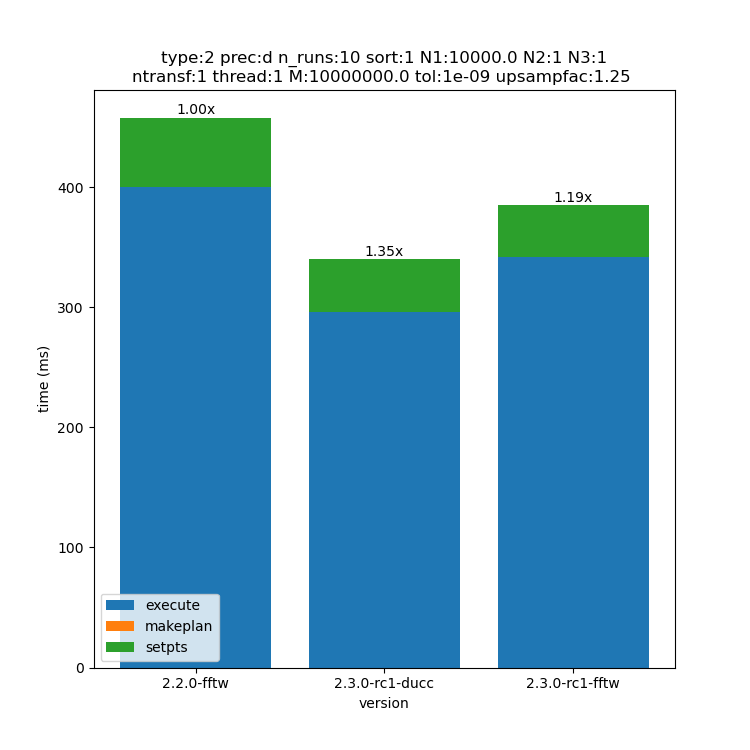 type:2 prec:d n_runs:10 sort:1 N1:10000.0 N2:1 N3:1
ntransf:1 thread:1 M:10000000.0 tol:1e-09 upsampfac:1.25
1.00x
1.35x
1.19x
400
300
200
100
0
time (ms)
execute
makeplan
setpts
2.2.0-fftw
2.3.0-rc1-ducc
2.3.0-rc1-fftw
version